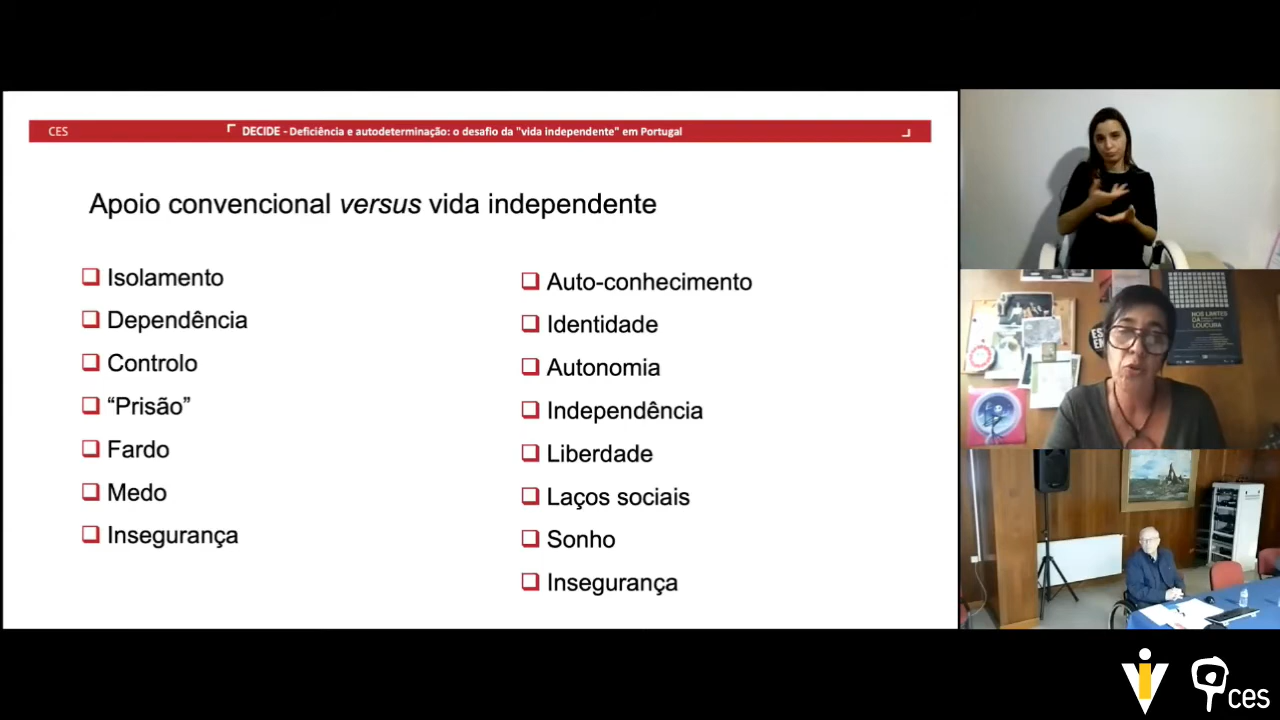 CES
DECIDE - Deficiência e autodeterminação: o desafio da "vida independente" em Portugal
Apoio convencional versus vida independente
Isolamento
Dependência
Controlo
“Prisão”
Fardo
Medo
Insegurança
Auto-conhecimento
Identidade
Autonomia
Independência
Liberdade
Laços sociais
Sonho
Insegurança
NOS LIMITES
DA
LOUCURA
iv
ces